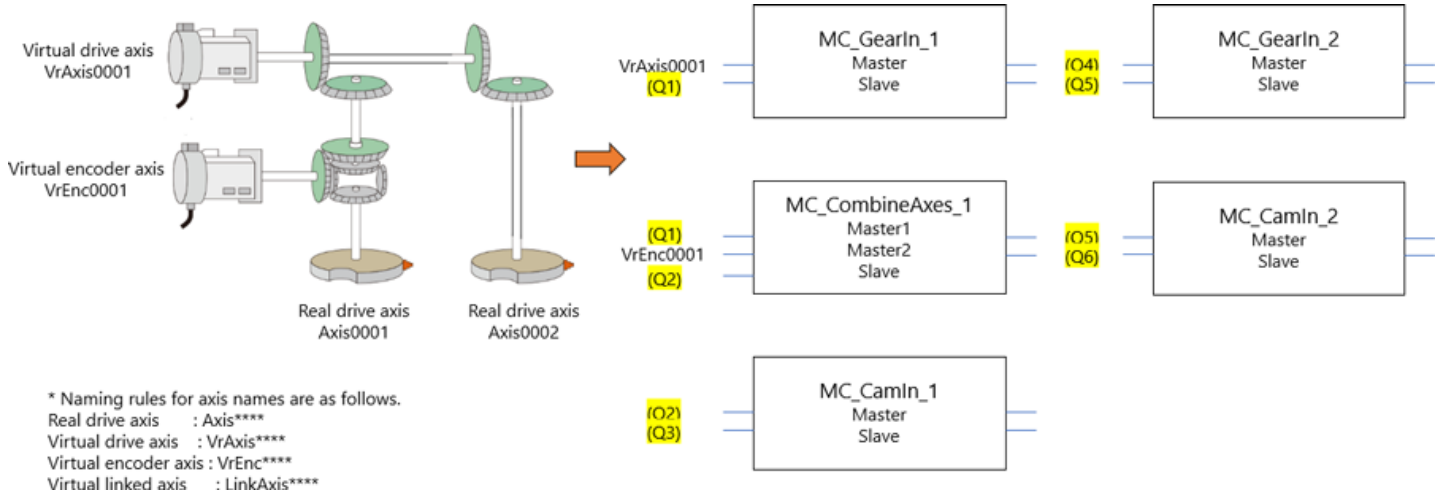 Virtual drive axis
VrAxis0001
Virtual encoder axis
VrEnc0001
Real drive axis
Axis0001
Real drive axis
Axis0002
* Naming rules for axis names are as follows.
Real drive axis : Axis****
Virtual drive axis : VrAxis****
Virtual encoder axis : VrEnc****
Virtual linked axis : LinkAxis****
MC_GearIn_1
Master
Slave
VrAxis0001
(Q1)
MC_GearIn_2
Master
Slave
(Q4)
(Q5)
MC_CombineAxes_1
Master1
Master2
Slave
(Q1)
VrEnc0001
(Q2)
MC_CamIn_2
Master
Slave
(Q5)
(Q6)
MC_CamIn_1
Master
Slave
(Q2)
(Q3)